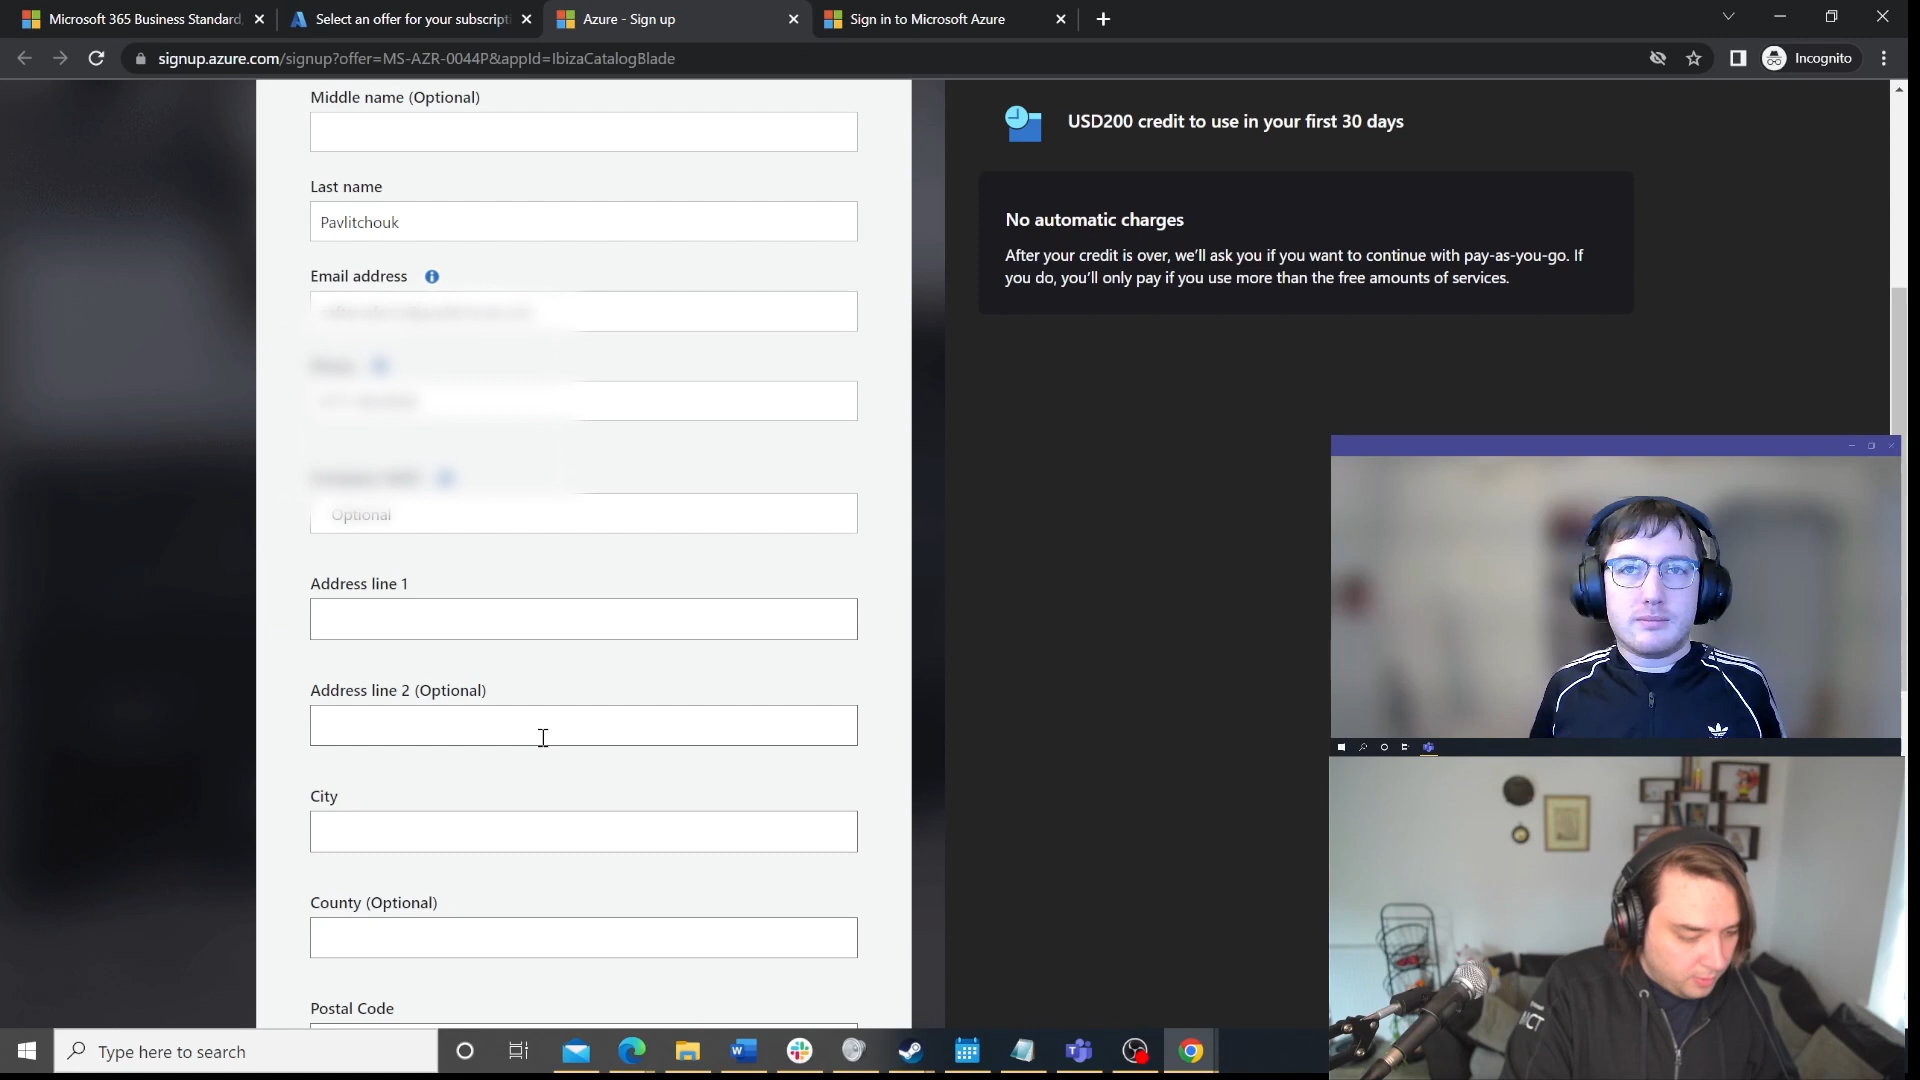 Microsoft 365 Business Standard,
Select an offer for your subscripti
Azure - Sign up
Sign in to Microsoft Azure
signup.azure.com/signup?offer=MS-AZR-0044P&appId=IbizaCatalogBlade
Incognito
Middle name (Optional)
Last name
Pavlitchouk
Email address
Optional
Address line 1
Address line 2 (Optional)
City
County (Optional)
Postal Code
USD200 credit to use in your first 30 days
No automatic charges
After your credit is over, we'll ask you if you want to continue with pay-as-you-go. If
you do, you'll only pay if you use more than the free amounts of services.
Type here to search